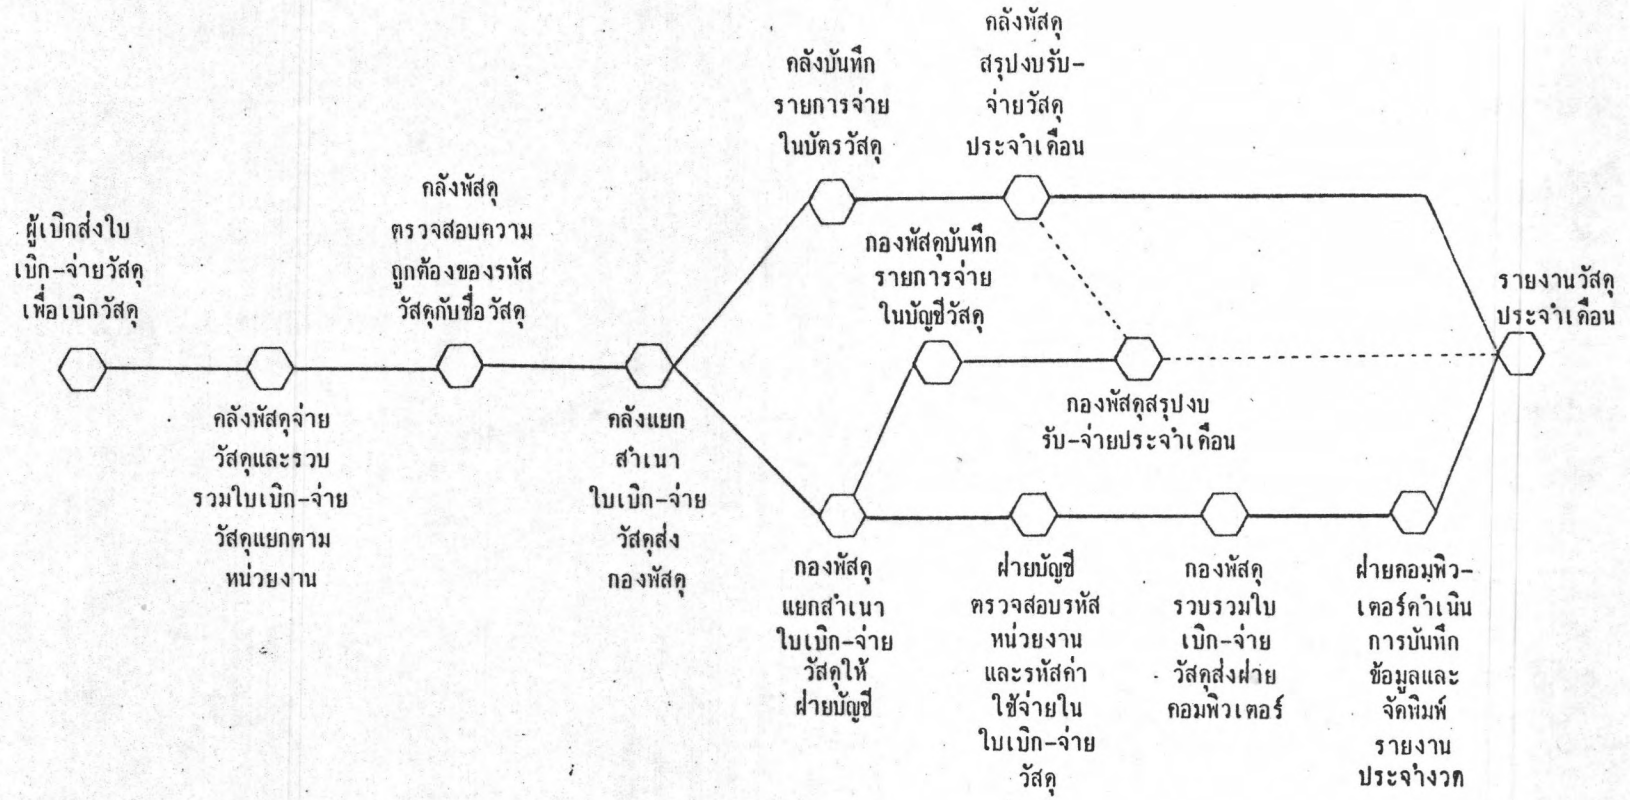 ผู้เบิกส่งใบ
เบิก-จ่ายวัสดุ
เพื่อเบิกวัสดุ
คลังพัสดุจ่าย
วัสดุและรวบ
รวมใบเบิก-จ่าย
วัสดุแยกตาม
หน่วยงาน
คลังพัสดุ
ตรวจสอบความ
ถูกต้องของรหัส
วัสดุกับชื่อวัสดุ
คลังแยก
สำเนา
ใบเบิก-จ่าย
วัสดุส่ง
กองพัสดุ
คลังบันทึก
รายการจ่าย
ในบัตรวัสดุ
คลังพัสดุ
สรุปงบรับ-
จ่ายวัสดุ
ประจำเดือน
กองพัสดุบันทึก
รายการจ่าย
ในบัญชีวัสดุ
กองพัสดุสรุปงบ
รับ-จ่ายประจำเดือน
กองพัสดุ
แยกสำเนา
ใบเบิก-จ่าย
วัสดุให้
ฝ่ายบัญชี
ฝ่ายบัญชี
ตรวจสอบรหัส
หน่วยงาน
และรหัสค่า
ใช้จ่ายใน
ใบเบิก-จ่าย
วัสดุ
กองพัสดุ
รวบรวมใบ
เบิก-จ่าย
วัสดุส่งฝ่าย
คอมพิวเตอร์
ฝ่ายคอมพิว-
เตอร์ดำเนิน
การบันทึก
ข้อมูลและ
จัดพิมพ์
รายงาน
ประจำงวด
รายงานวัสดุ
ประจำเดือน